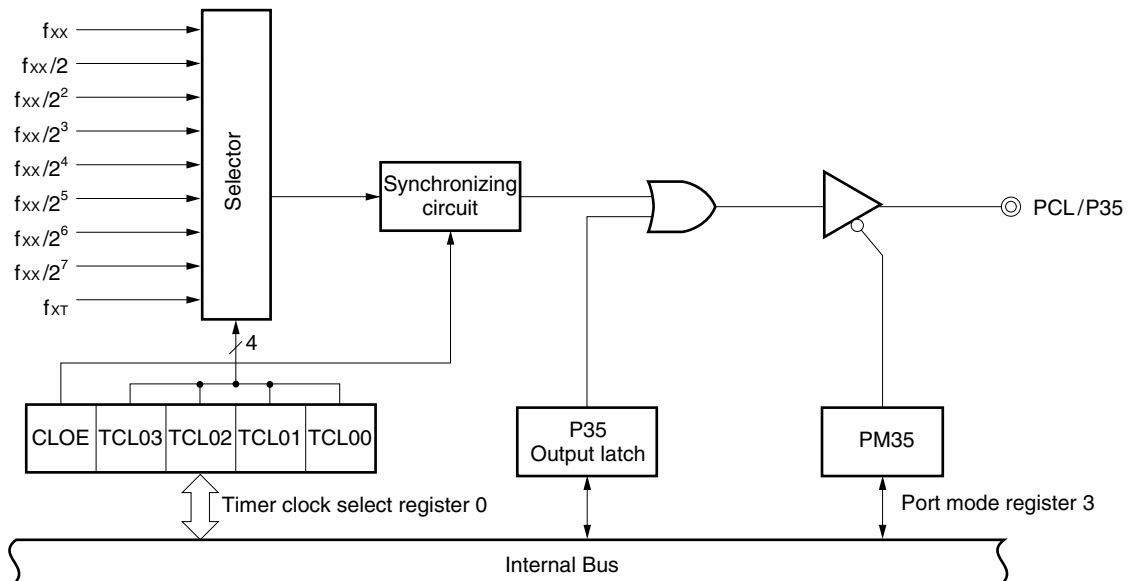 fXX
fXX/2
fXX/2²
fXX/2³
fXX/2⁴
fXX/2⁵
fXX/2⁶
fXX/2⁷
fXT
Selector
Synchronizing
circuit
PCL/P35
4
CLOE TCL03 TCL02 TCL01 TCL00
P35
Output latch
PM35
Timer clock select register 0
Port mode register 3
Internal Bus